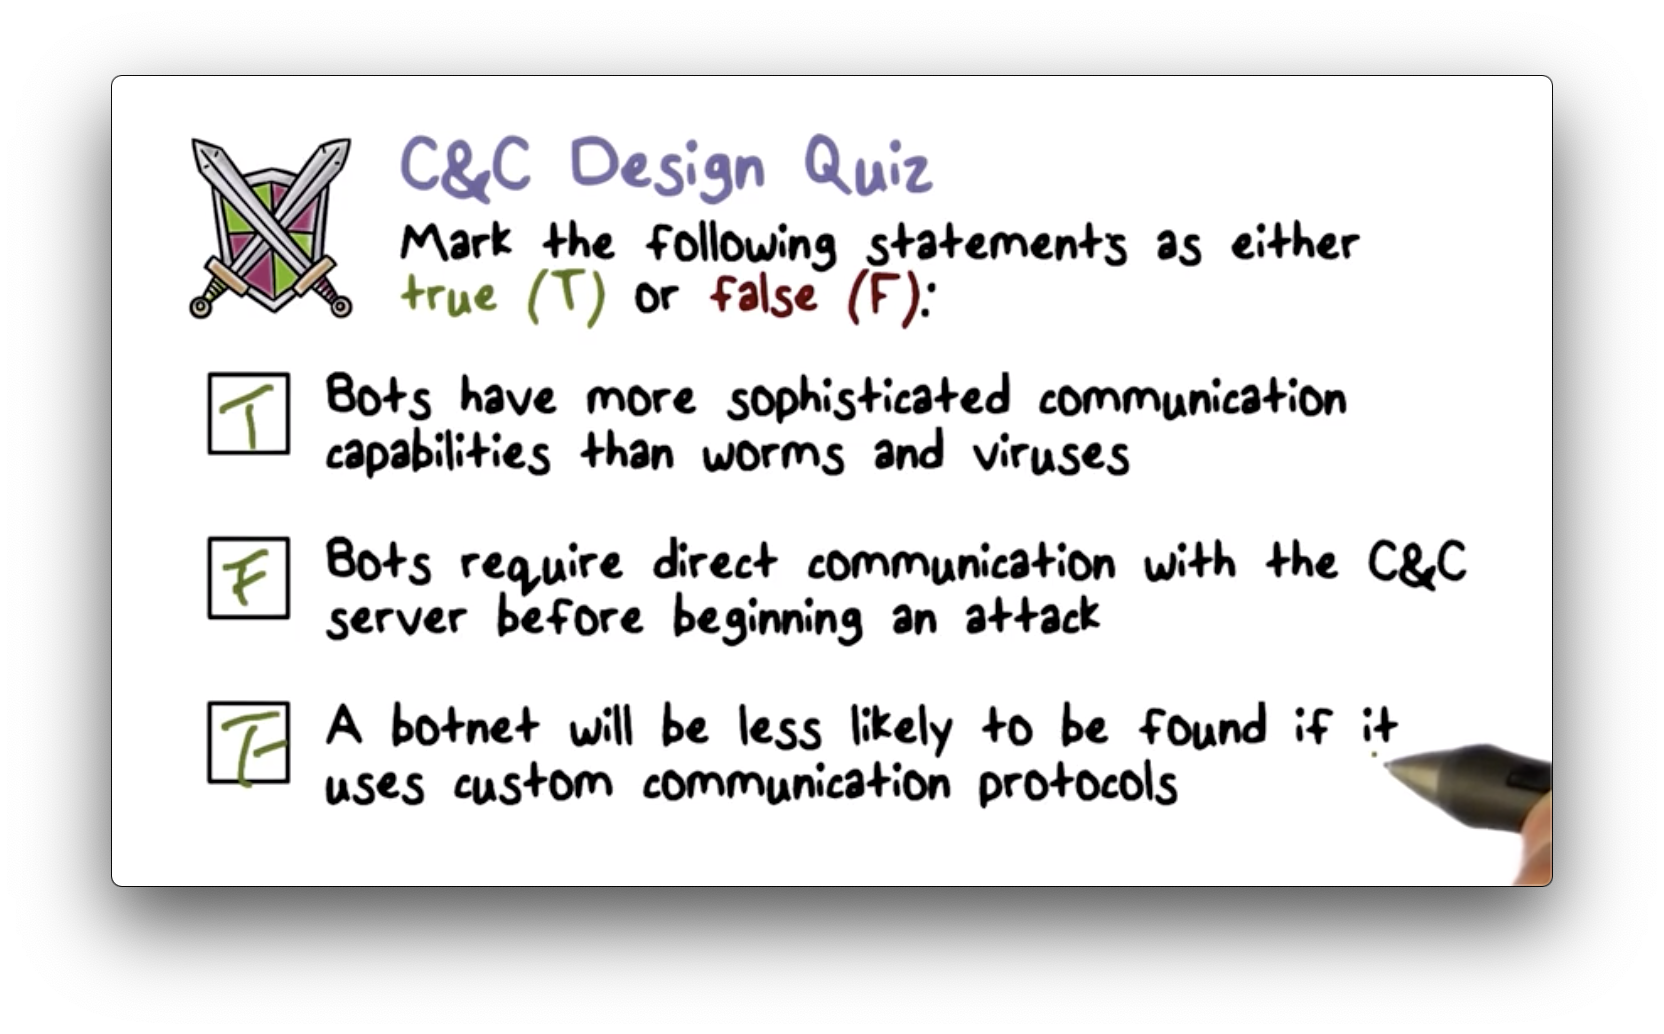 C&C Design Quiz
Mark the following statements as either
true (T) or false (F):
T Bots have more sophisticated communication
capabilities than worms and viruses
F Bots require direct communication with the C&C
server before beginning an attack
F A botnet will be less likely to be found if it
uses custom communication protocols